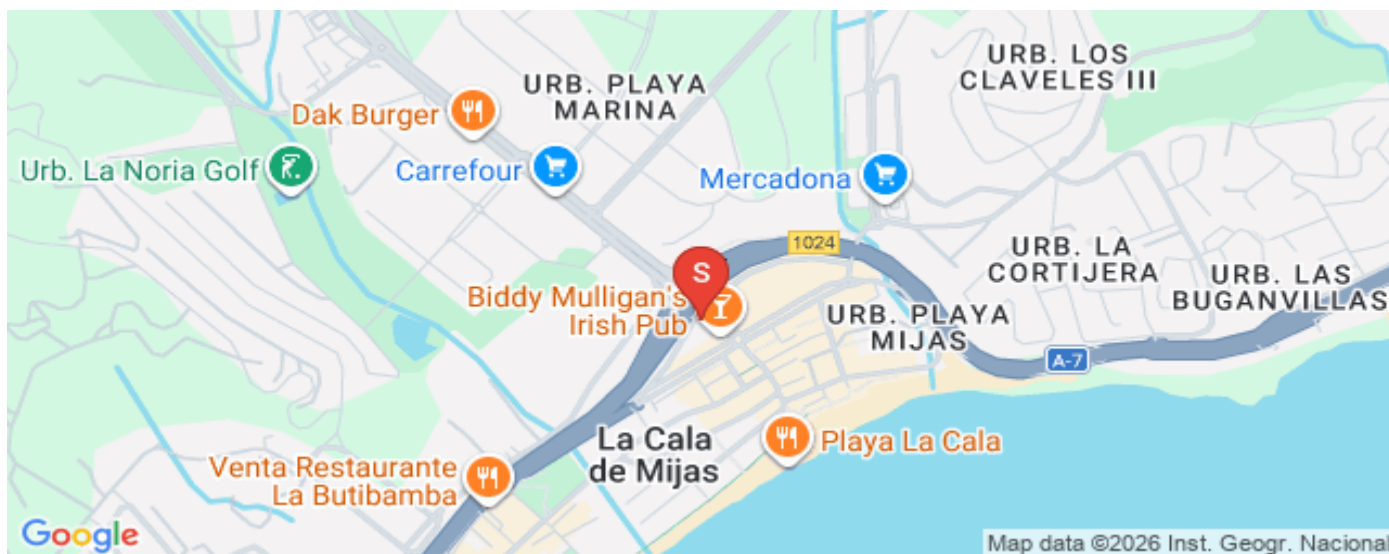 URB. LOS
CLAVELES III
URB. PLAYA
MARINA
Dak Burger
Urb. La Noria Golf
Carrefour
Mercadona
1024
URB. LA
CORTIJERA
URB. LAS
BUGANVILLAS
S
Biddy Mulligan's
Irish Pub
URB. PLAYA
MIJAS
A-7
La Cala
de Mijas
Playa La Cala
Venta Restaurante
La Butibamba
Google
Map data ©2026 Inst. Geogr. Nacional